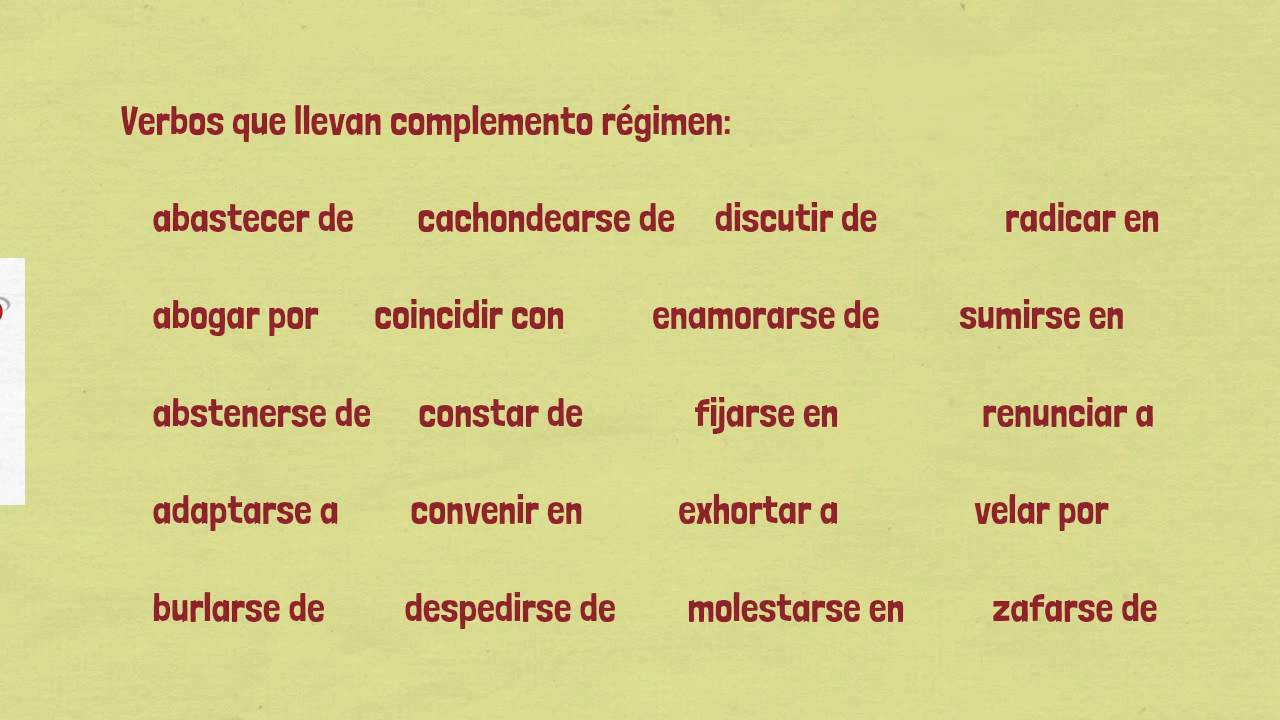 Verbos que llevan complemento régimen:
abastecer de cachondearse de discutir de radicar en
abogar por coincidir con enamorarse de sumirse en
abstenerse de constar de fijarse en renunciar a
adaptarse a convenir en exhortar a velar por
burlarse de despedirse de molestarse en zafarse de